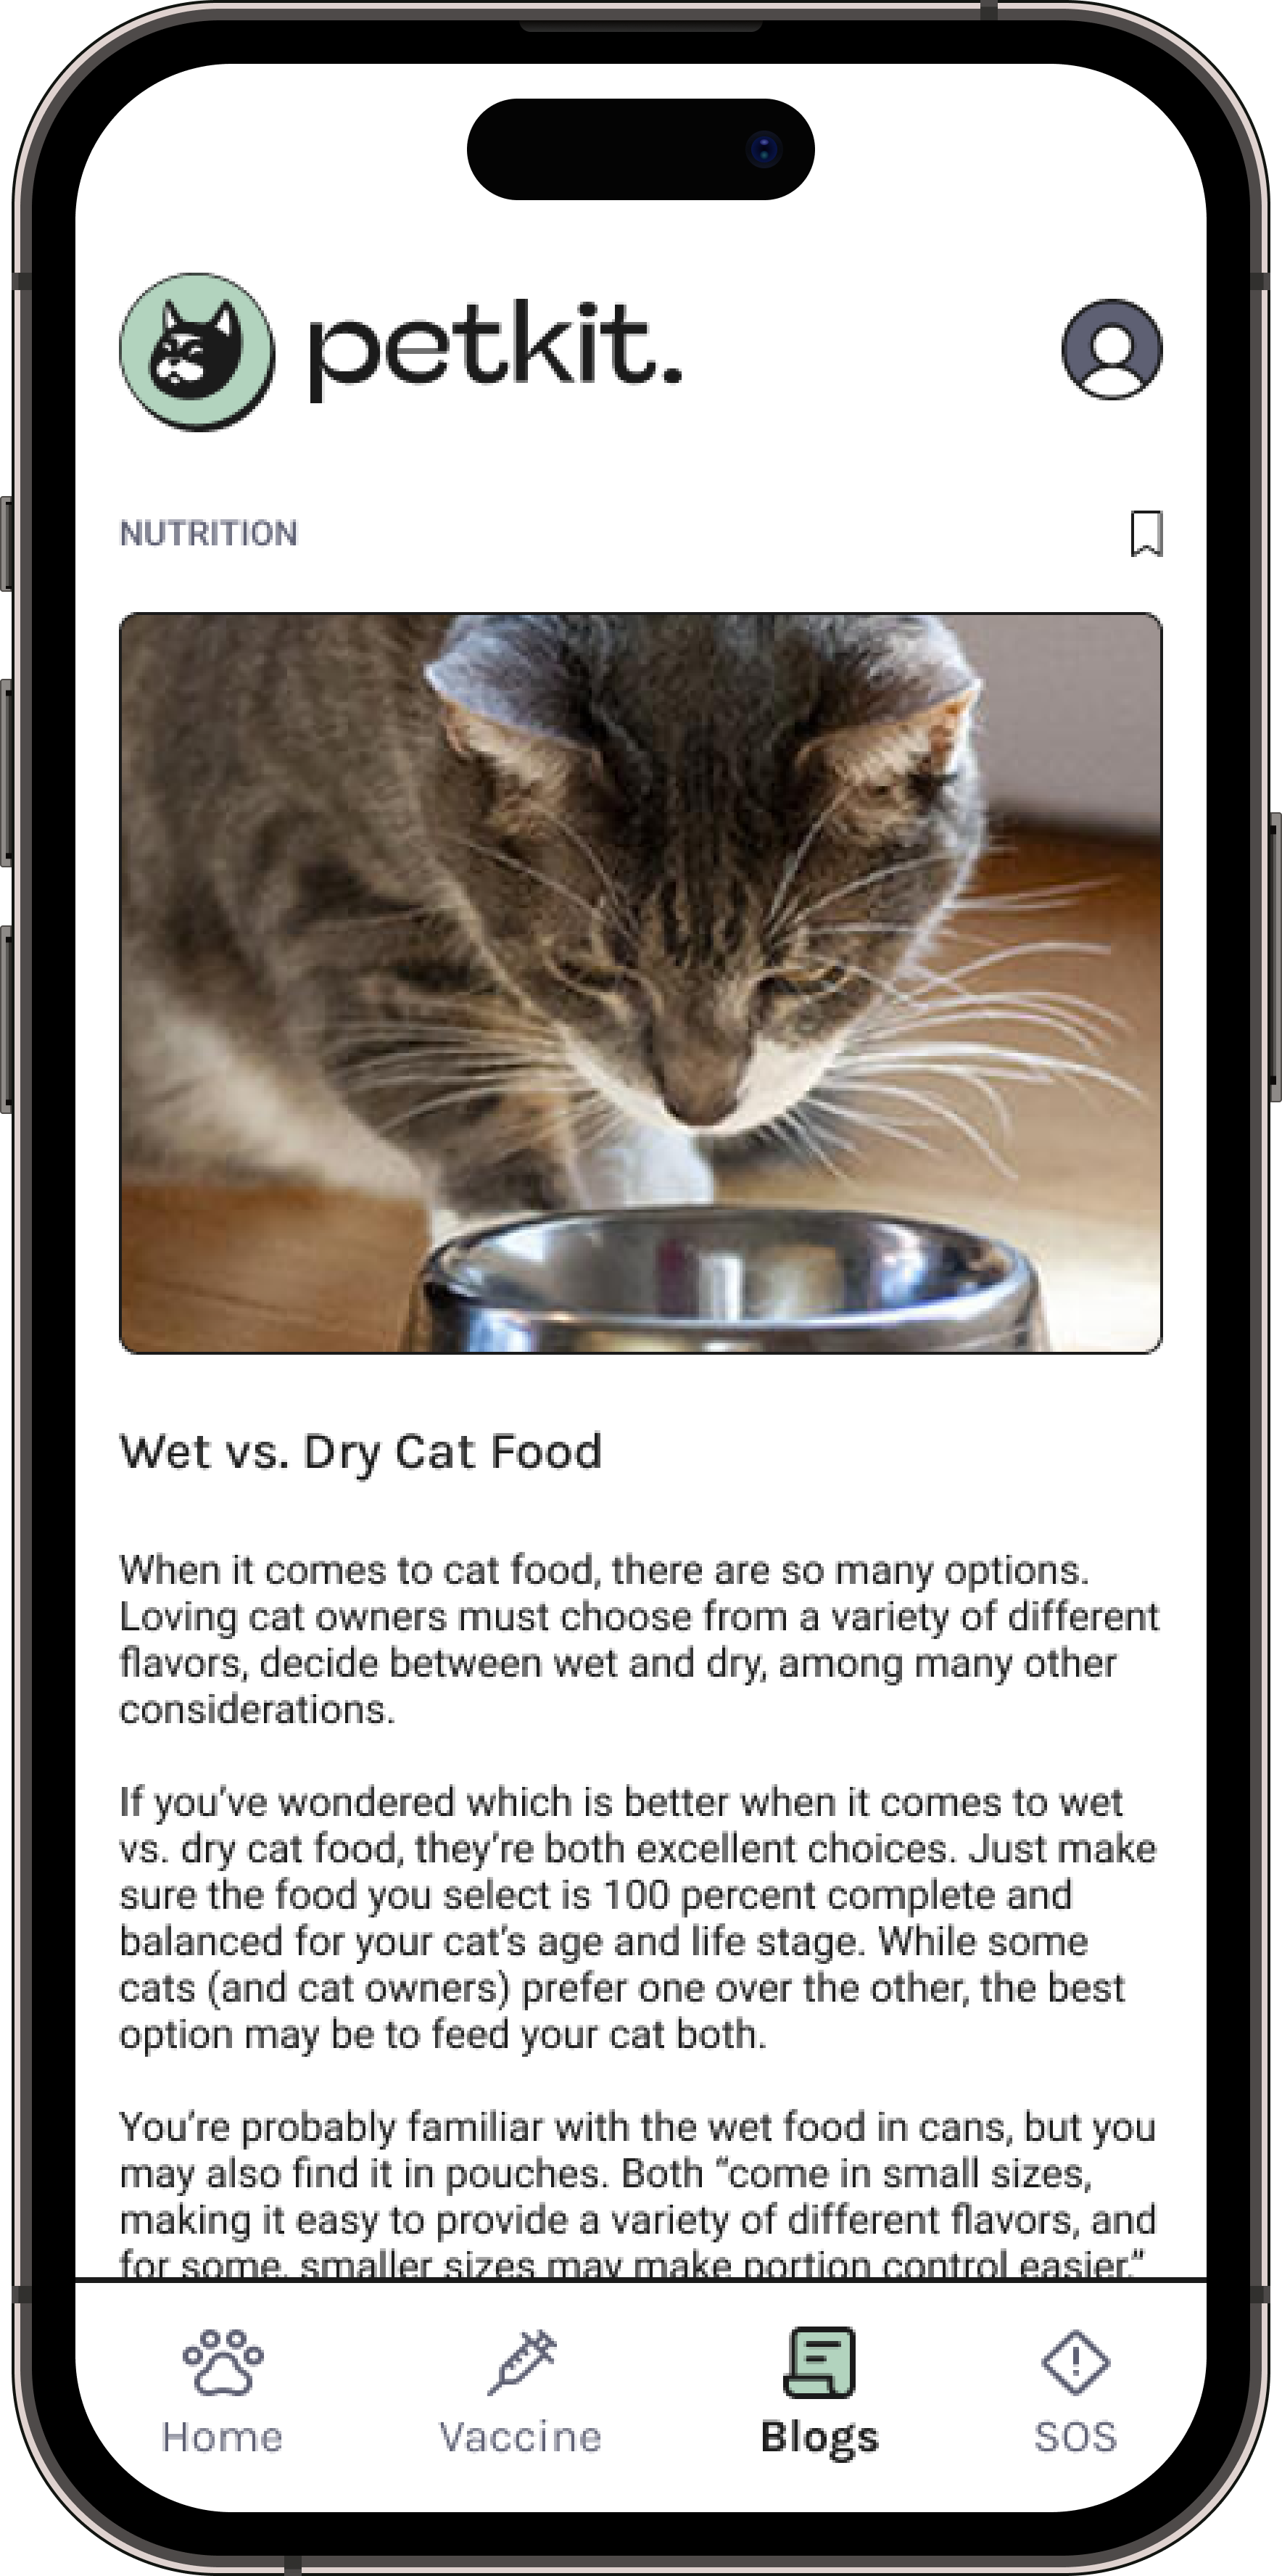 petkit.
NUTRITION
Wet vs. Dry Cat Food
When it comes to cat food, there are so many options.
Loving cat owners must choose from a variety of different
flavors, decide between wet and dry, among many other
considerations.
If you’ve wondered which is better when it comes to wet
vs. dry cat food, they’re both excellent choices. Just make
sure the food you select is 100 percent complete and
balanced for your cat’s age and life stage. While some
cats (and cat owners) prefer one over the other, the best
option may be to feed your cat both.
You’re probably familiar with the wet food in cans, but you
may also find it in pouches. Both “come in small sizes,
making it easy to provide a variety of different flavors, and
for some, smaller sizes may make portion control easier.”
Home
Vaccine
Blogs
SOS